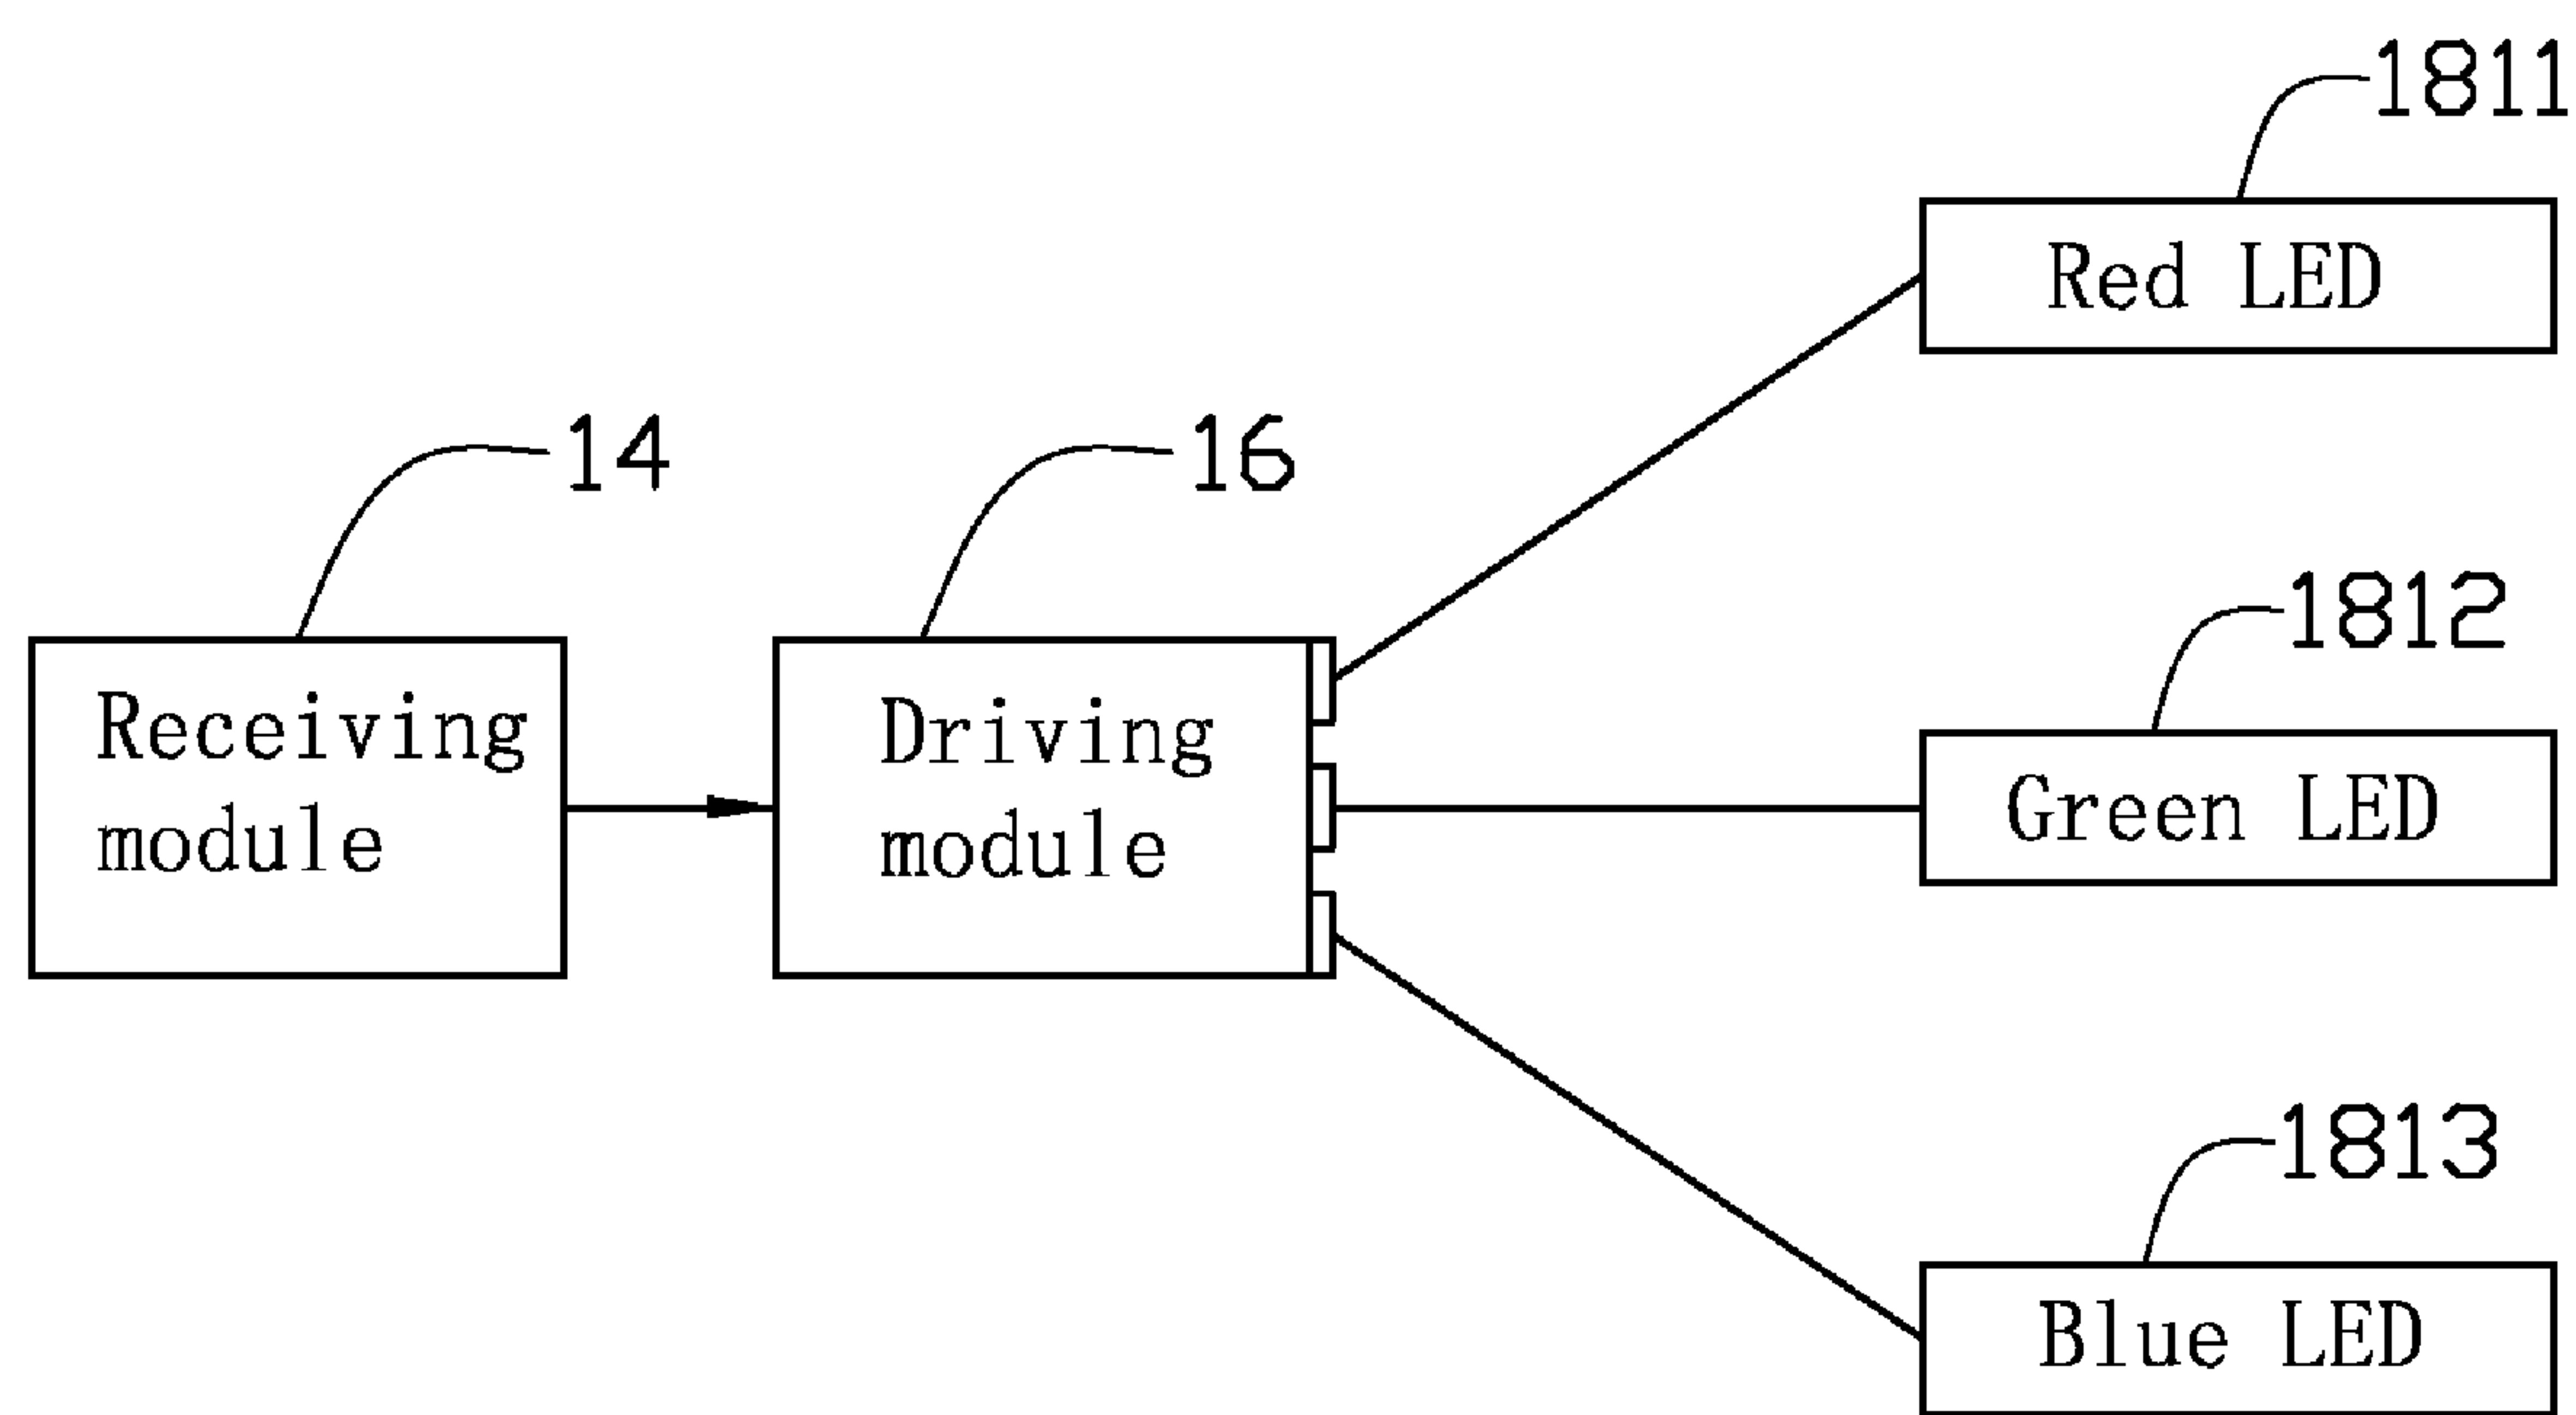 1811
Red LED
14
16
1812
Receiving
module
Driving
module
Green LED
1813
Blue LED